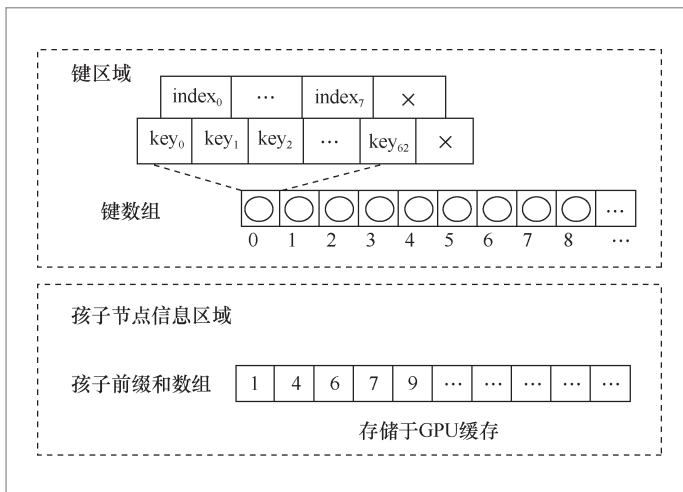 键区域
index₀ … index₇ ×
key₀ key₁ key₂ … key₆₂ ×
键数组
0 1 2 3 4 5 6 7 8 …
孩子节点信息区域
孩子前缀和数组 1 4 6 7 9 … … … … …
存储于GPU缓存